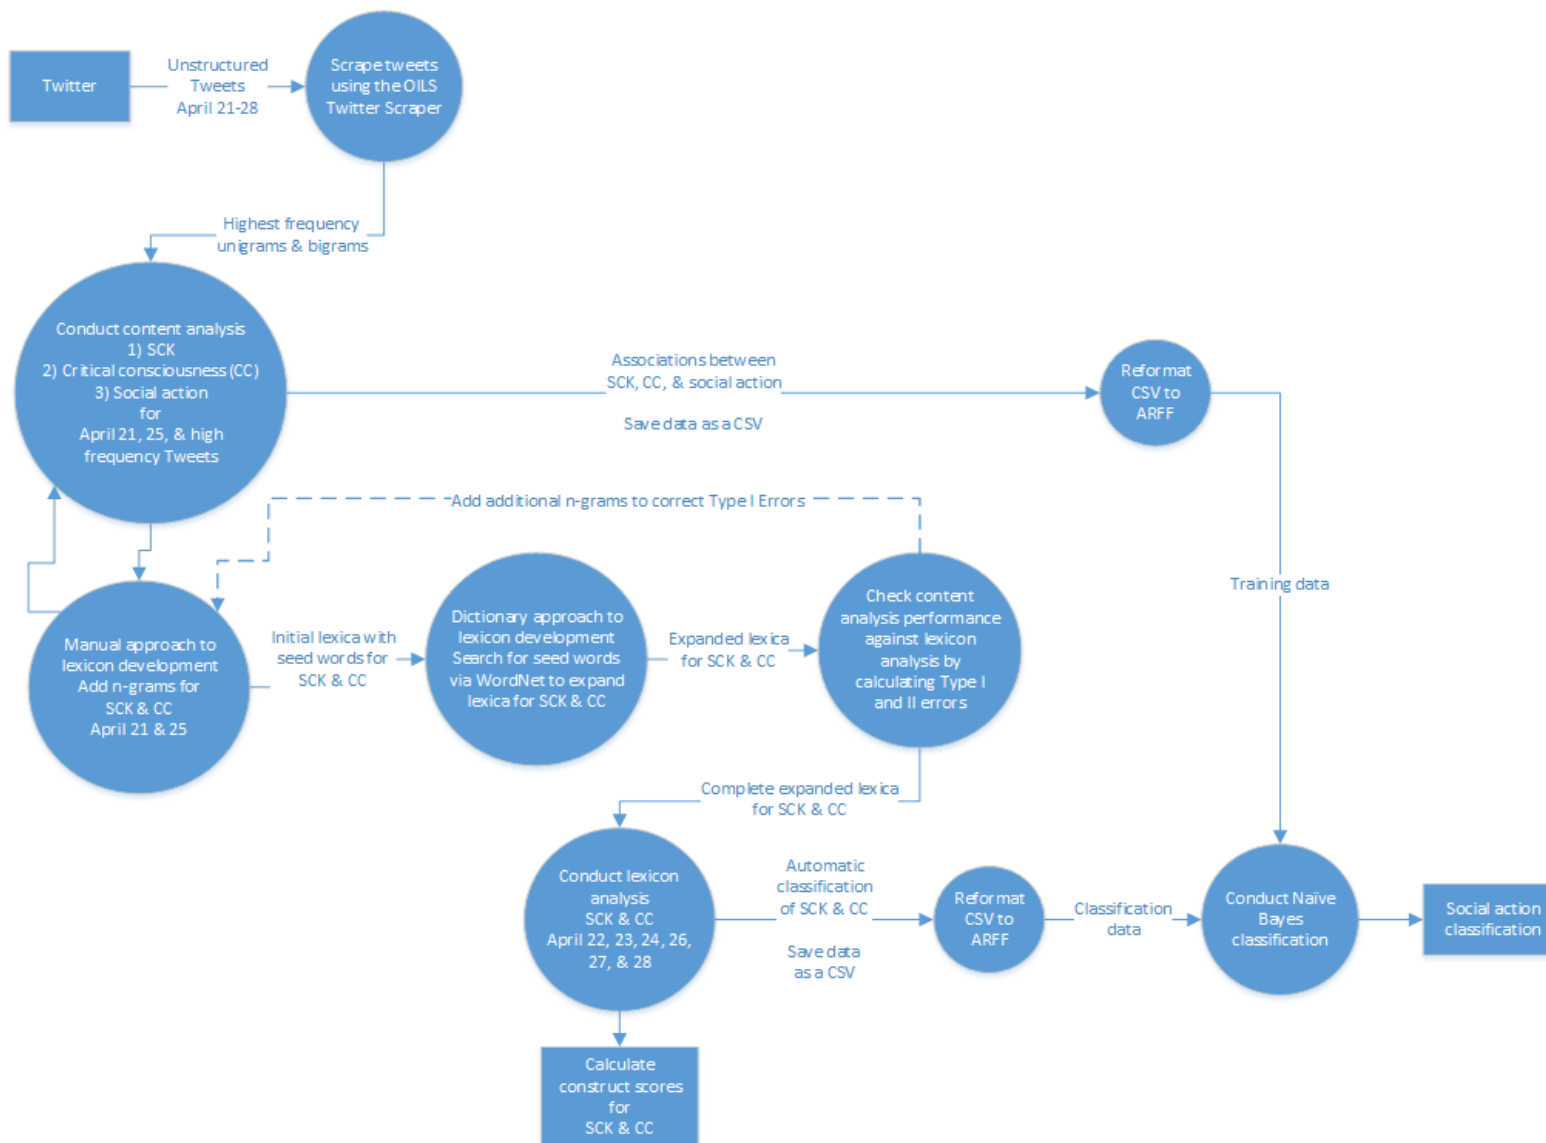 Twitter
Unstructured
Tweets
April 21-28
Scrape tweets
using the OILS
Twitter Scraper
Highest frequency
unigrams & bigrams
Conduct content analysis
1) SCK
2) Critical consciousness (CC)
3) Social action
for
April 21, 25, & high
frequency Tweets
Associations between
SCK, CC, & social action
Save data as a CSV
Reformat
CSV to
ARFF
Add additional n-grams to correct Type I Errors
Training data
Manual approach to
lexicon development
Add n-grams for
SCK & CC
April 21 & 25
Initial lexica with
seed words for
SCK & CC
Dictionary approach to
lexicon development
Search for seed words
via WordNet to expand
lexica for SCK & CC
Expanded lexica
for SCK & CC
Check content
analysis performance
against lexicon
analysis by
calculating Type I
and II errors
Complete expanded lexica
for SCK & CC
Conduct lexicon
analysis
SCK & CC
April 22, 23, 24, 26,
27, & 28
Automatic
classification
of SCK & CC
Save data
as a CSV
Reformat
CSV to
ARFF
Classification
data
Conduct Naïve
Bayes
classification
Social action
classification
Calculate
construct scores
for
SCK & CC